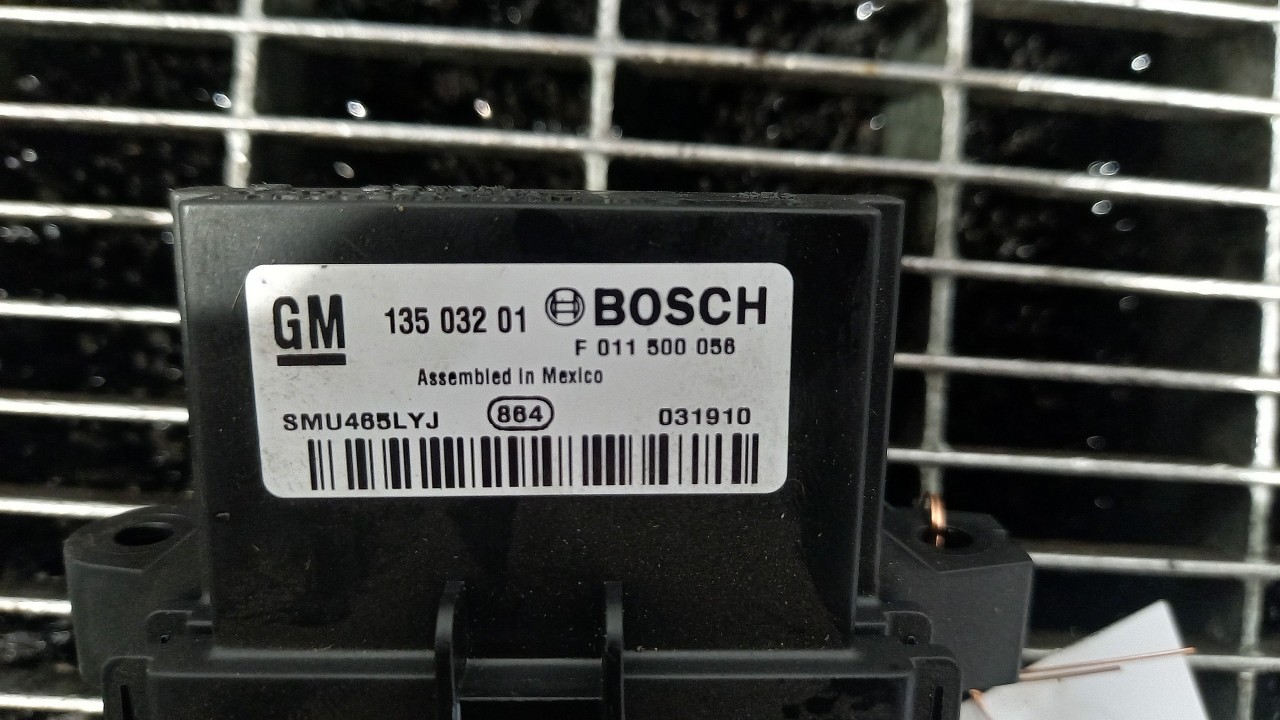 GM 135 032 01 BOSCH
F 011 500 056
Assembled in Mexico
SMU465LYJ 864 031910